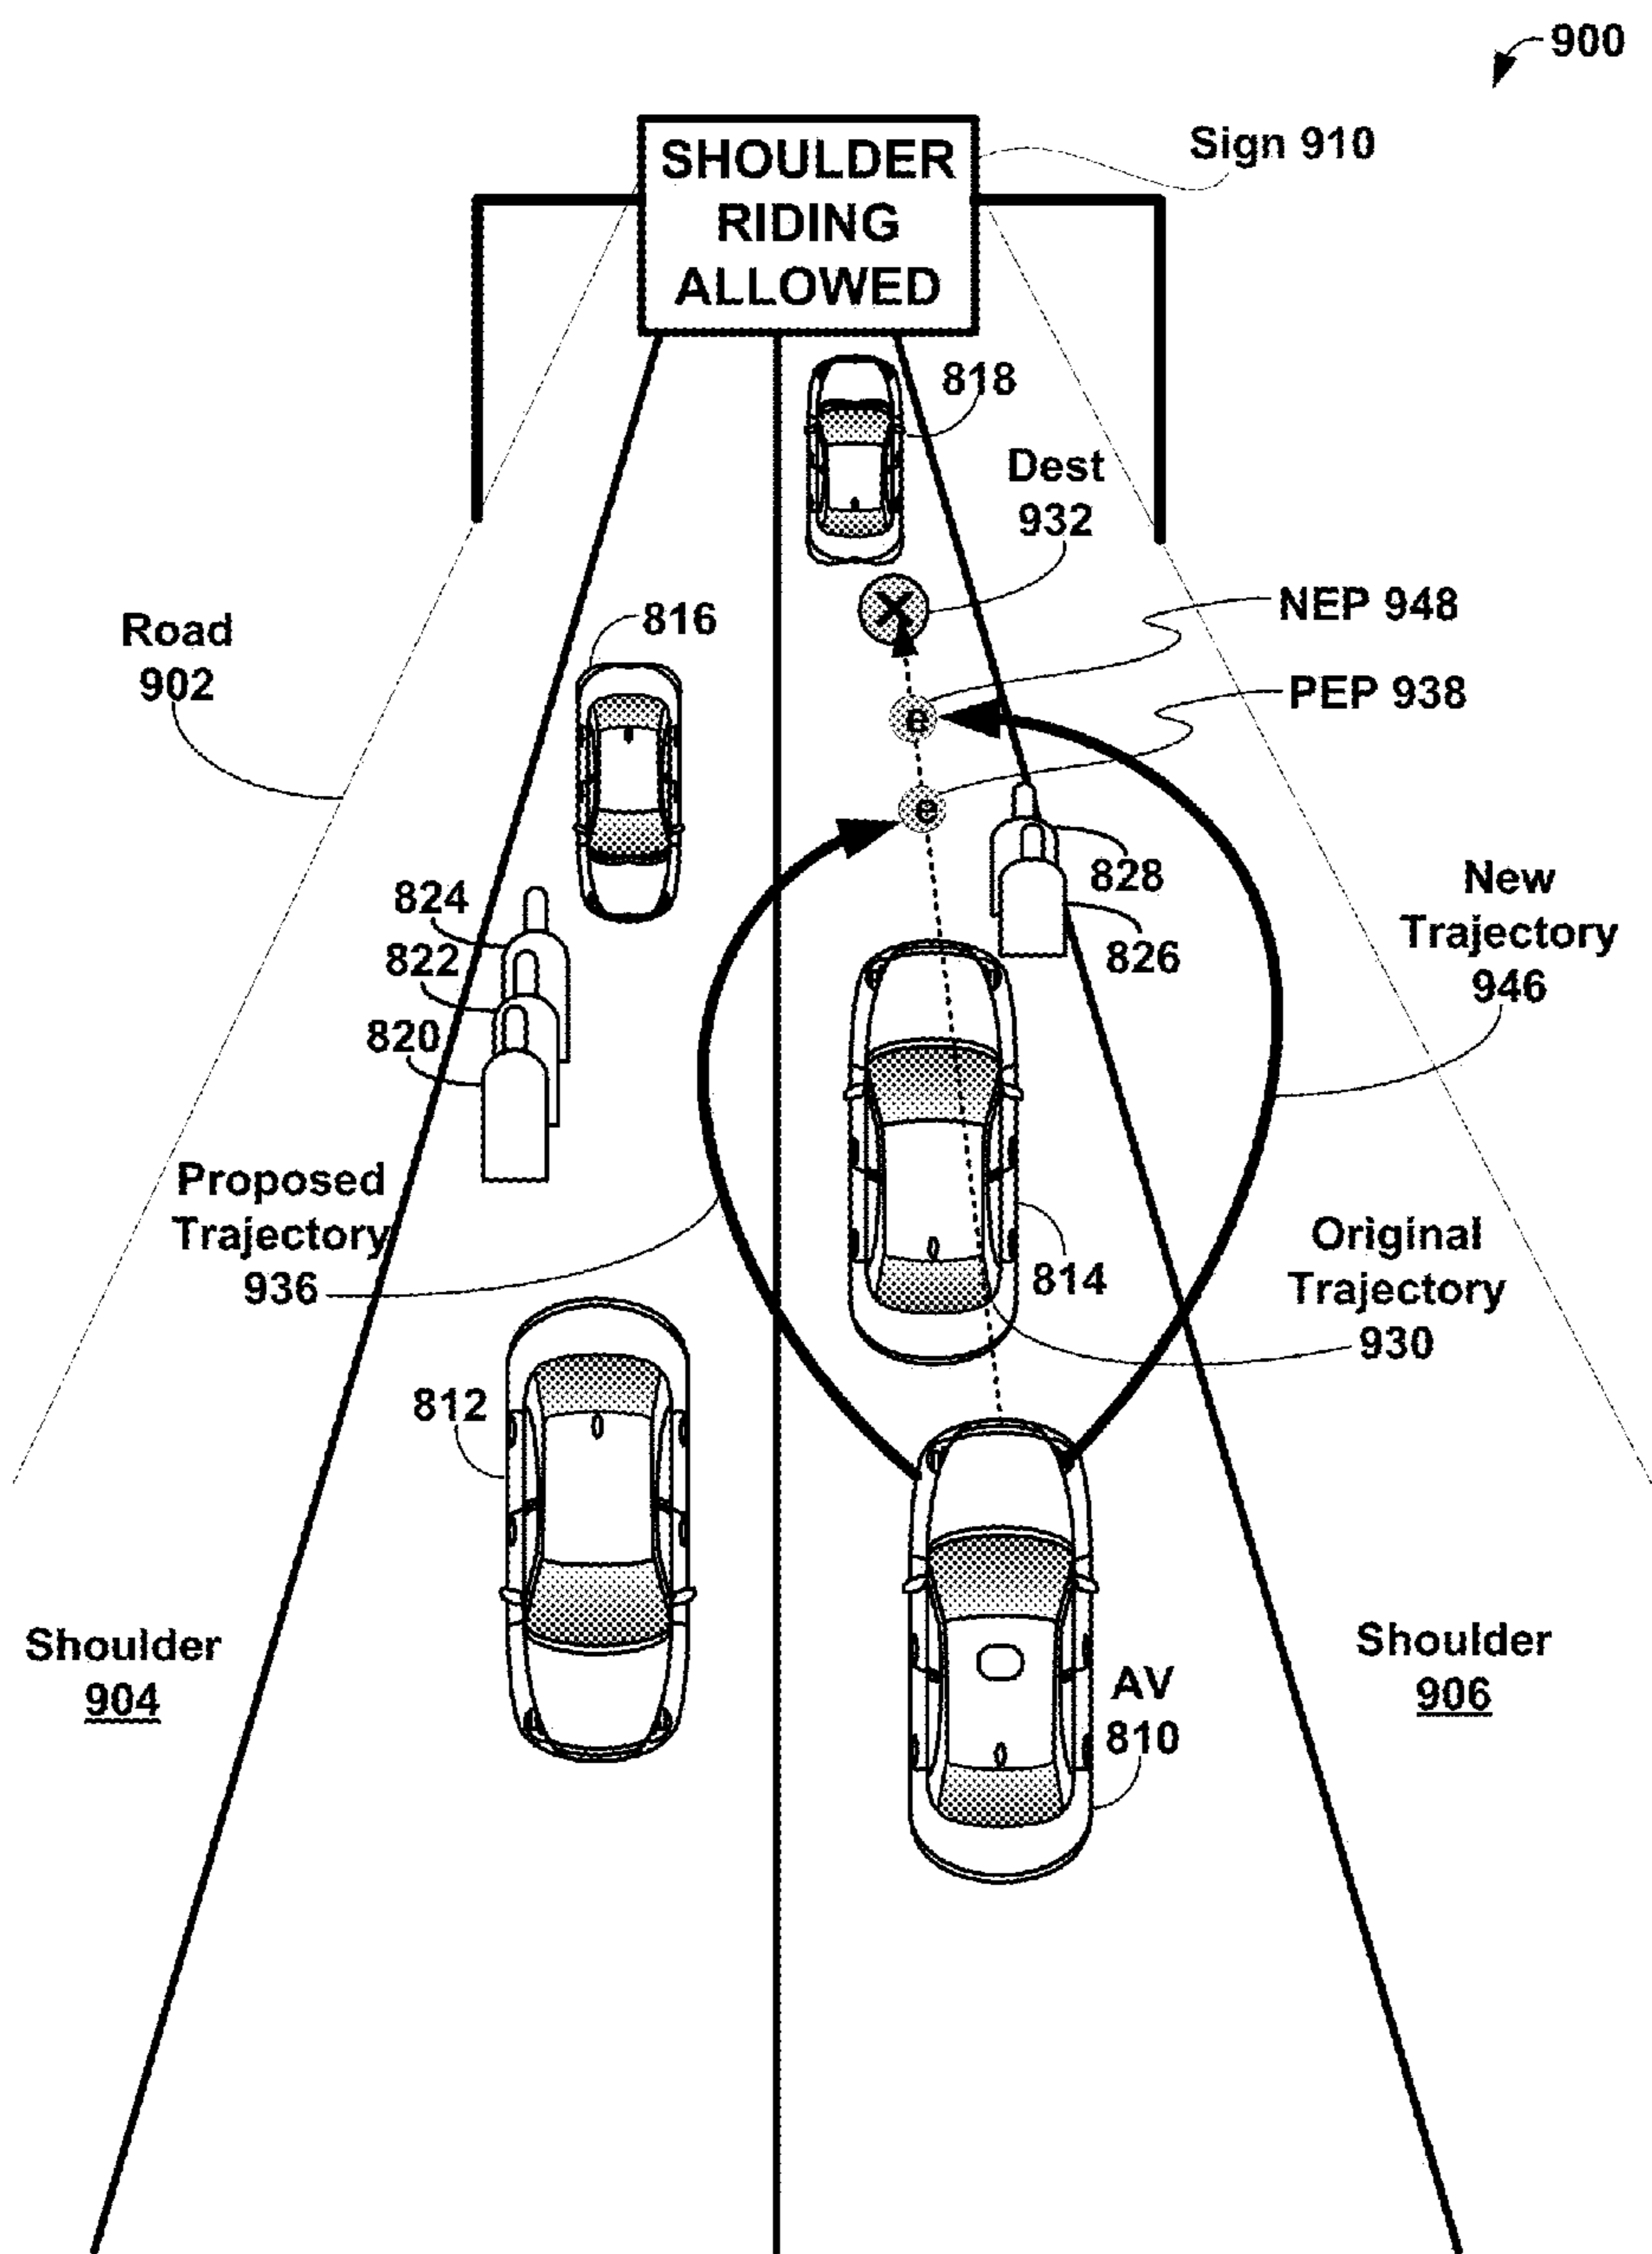 900
SHOULDER
RIDING
ALLOWED
Sign 910
818
Dest
932
NEP 948
816
Road
902
PEP 938
e
e
828
824
826
822
820
New
Trajectory
946
Proposed
Trajectory
936
814
Original
Trajectory
930
812
Shoulder
904
AV
810
Shoulder
906